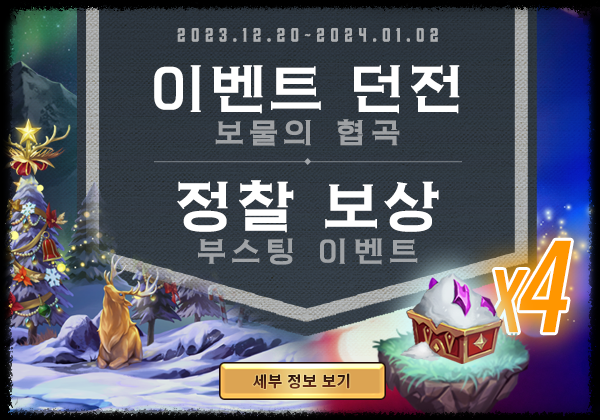 2023.12.20-2024.01.02
이벤트 던전
보물의 협곡
정찰 보상
부스팅 이벤트
x4
세부 정보 보기